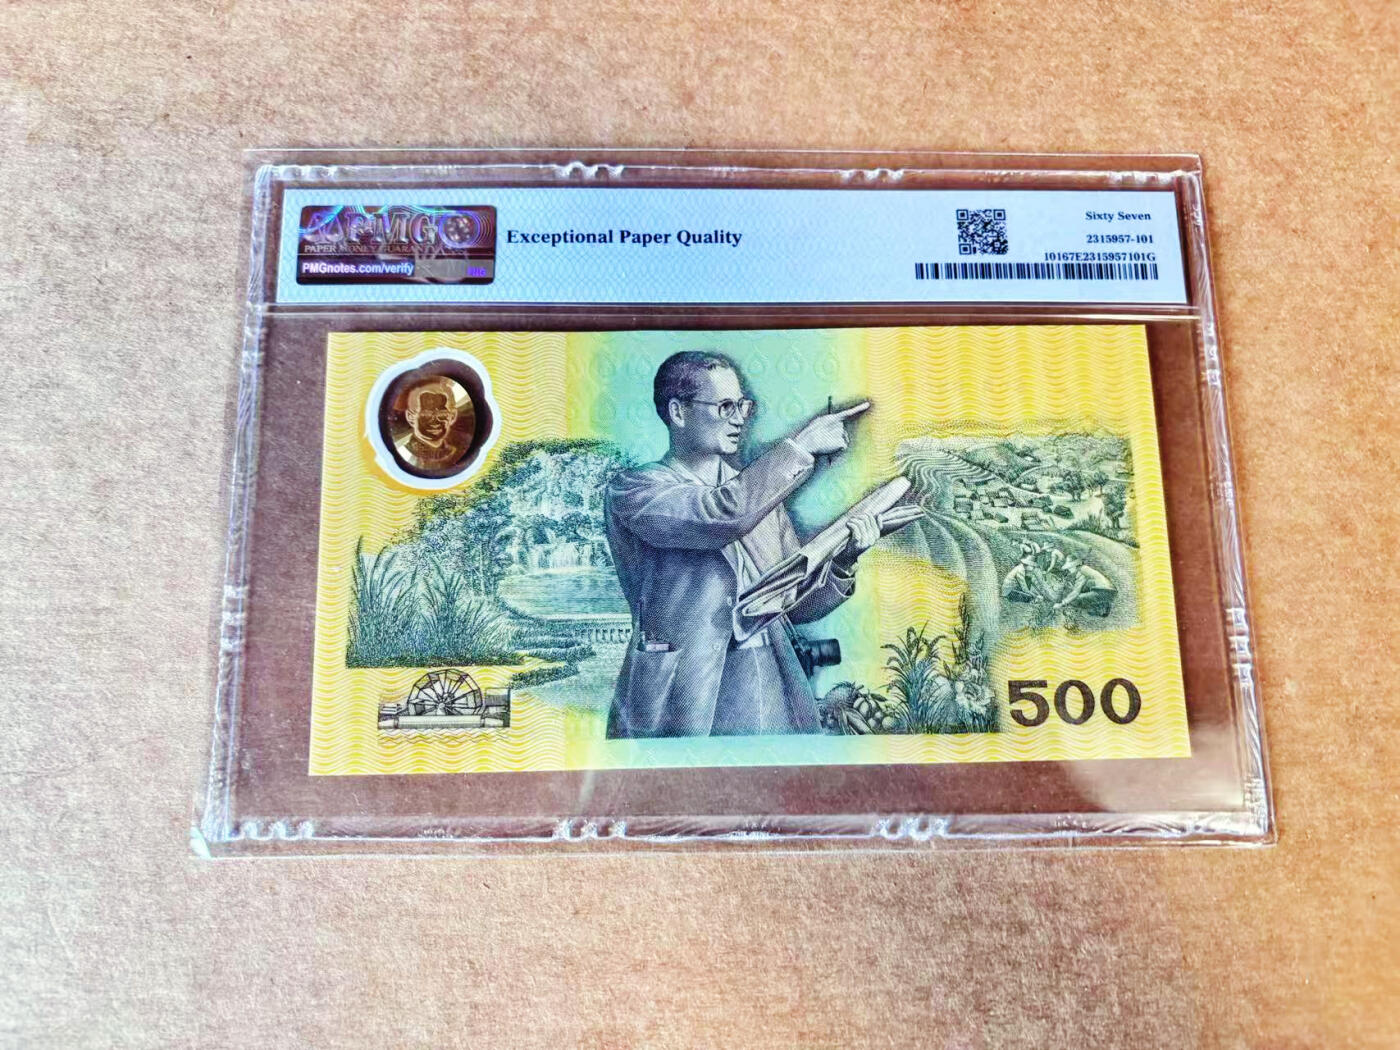 PMG
PAPER MONEY GUARANTY
PMGnotes.com/verify
Exceptional Paper Quality
Sixty Seven
2315957-101
10167E2315957101G
500